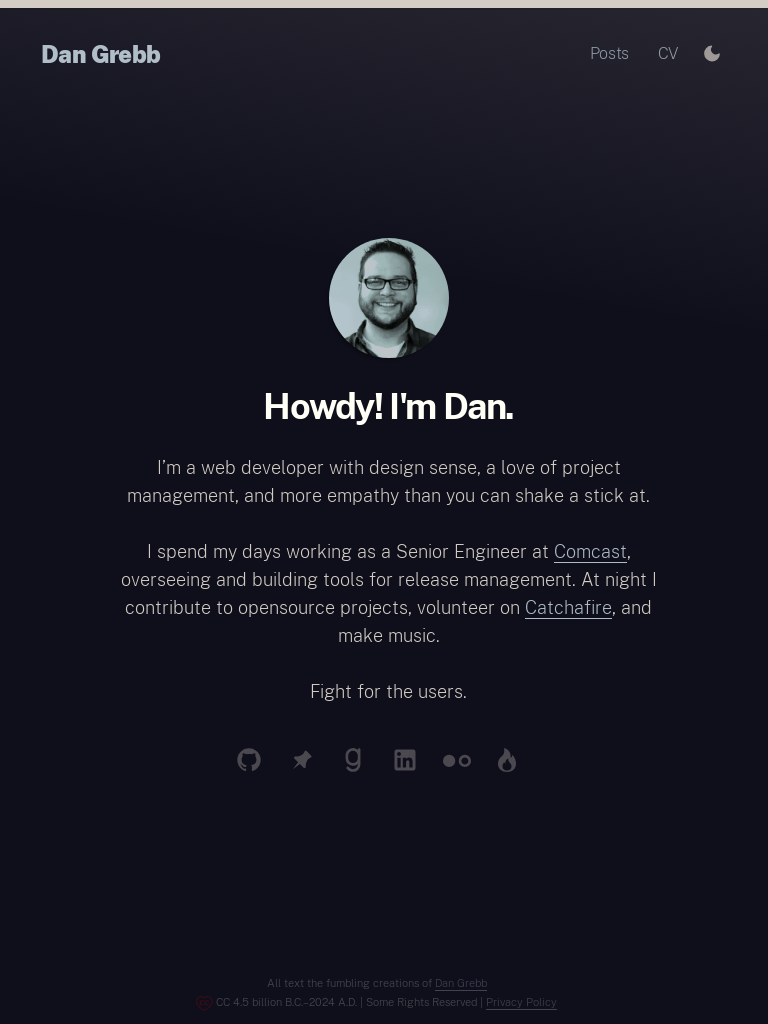 Dan Grebb
Posts
CV
Howdy! I'm Dan.
I’m a web developer with design sense, a love of project
management, and more empathy than you can shake a stick at.
I spend my days working as a Senior Engineer at Comcast,
overseeing and building tools for release management. At night I
contribute to opensource projects, volunteer on Catchafire, and
make music.
Fight for the users.
All text the fumbling creations of Dan Grebb
CC 4.5 billion B.C.–2024 A.D. | Some Rights Reserved | Privacy Policy